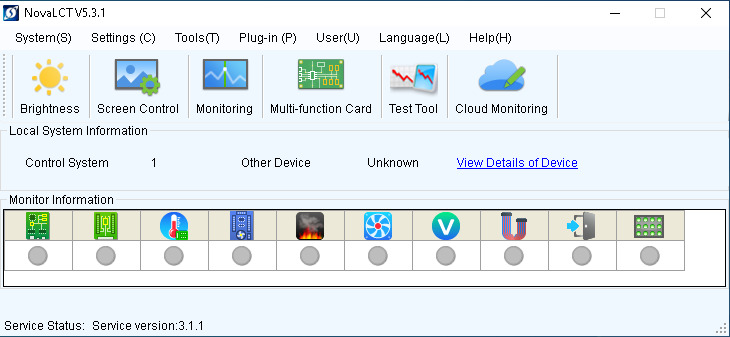 NovaLCT V5.3.1
System(S) Settings (C) Tools(T) Plug-in (P) User(U) Language(L) Help(H)
Brightness Screen Control Monitoring Multi-function Card Test Tool Cloud Monitoring
Local System Information
Control System 1 Other Device Unknown View Details of Device
Monitor Information
V
Service Status: Service version:3.1.1